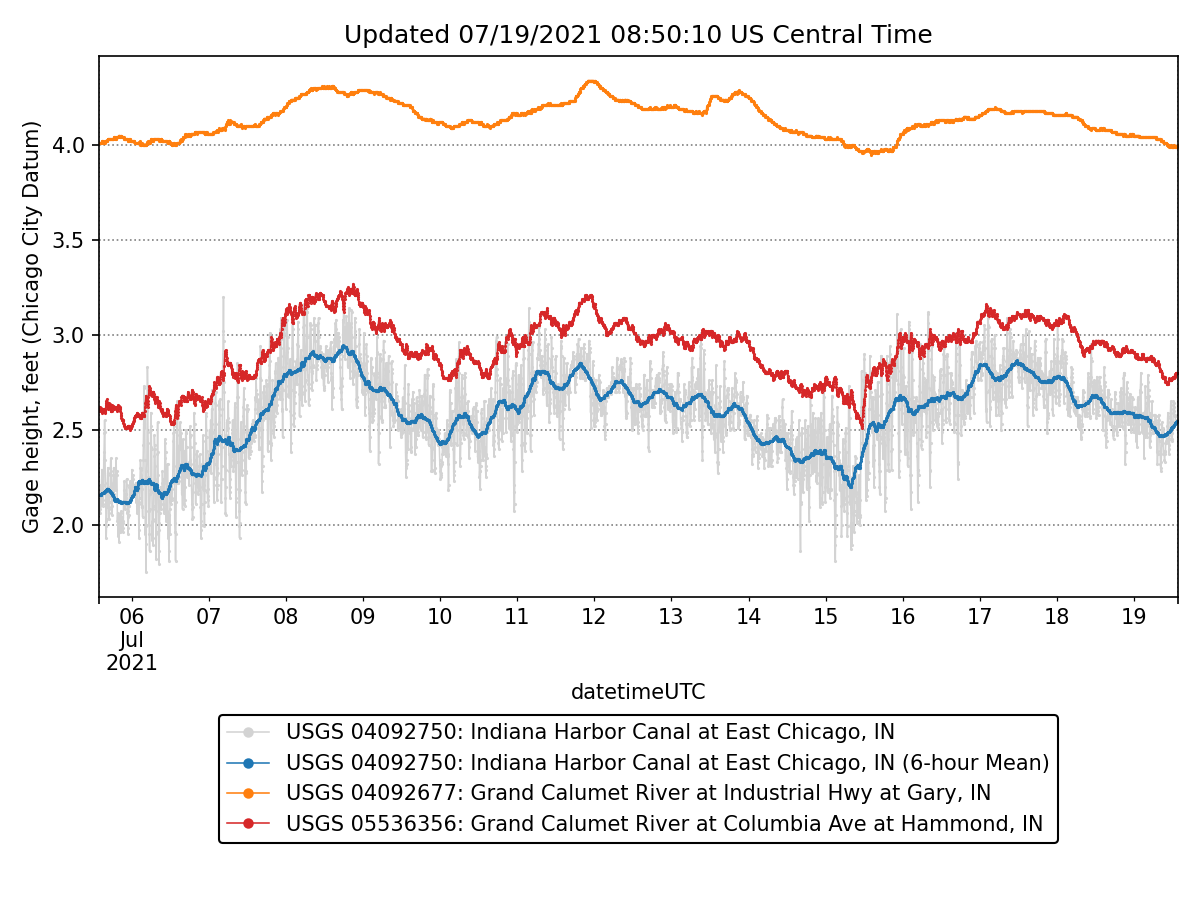 Updated 07/19/2021 08:50:10 US Central Time
Gage height, feet (Chicago City Datum)
4.0
3.5
3.0
2.5
2.0
06 07 08 09 10 11 12 13 14 15 16 17 18 19
Jul
2021
datetimeUTC
USGS 04092750: Indiana Harbor Canal at East Chicago, IN
USGS 04092750: Indiana Harbor Canal at East Chicago, IN (6-hour Mean)
USGS 04092677: Grand Calumet River at Industrial Hwy at Gary, IN
USGS 05536356: Grand Calumet River at Columbia Ave at Hammond, IN